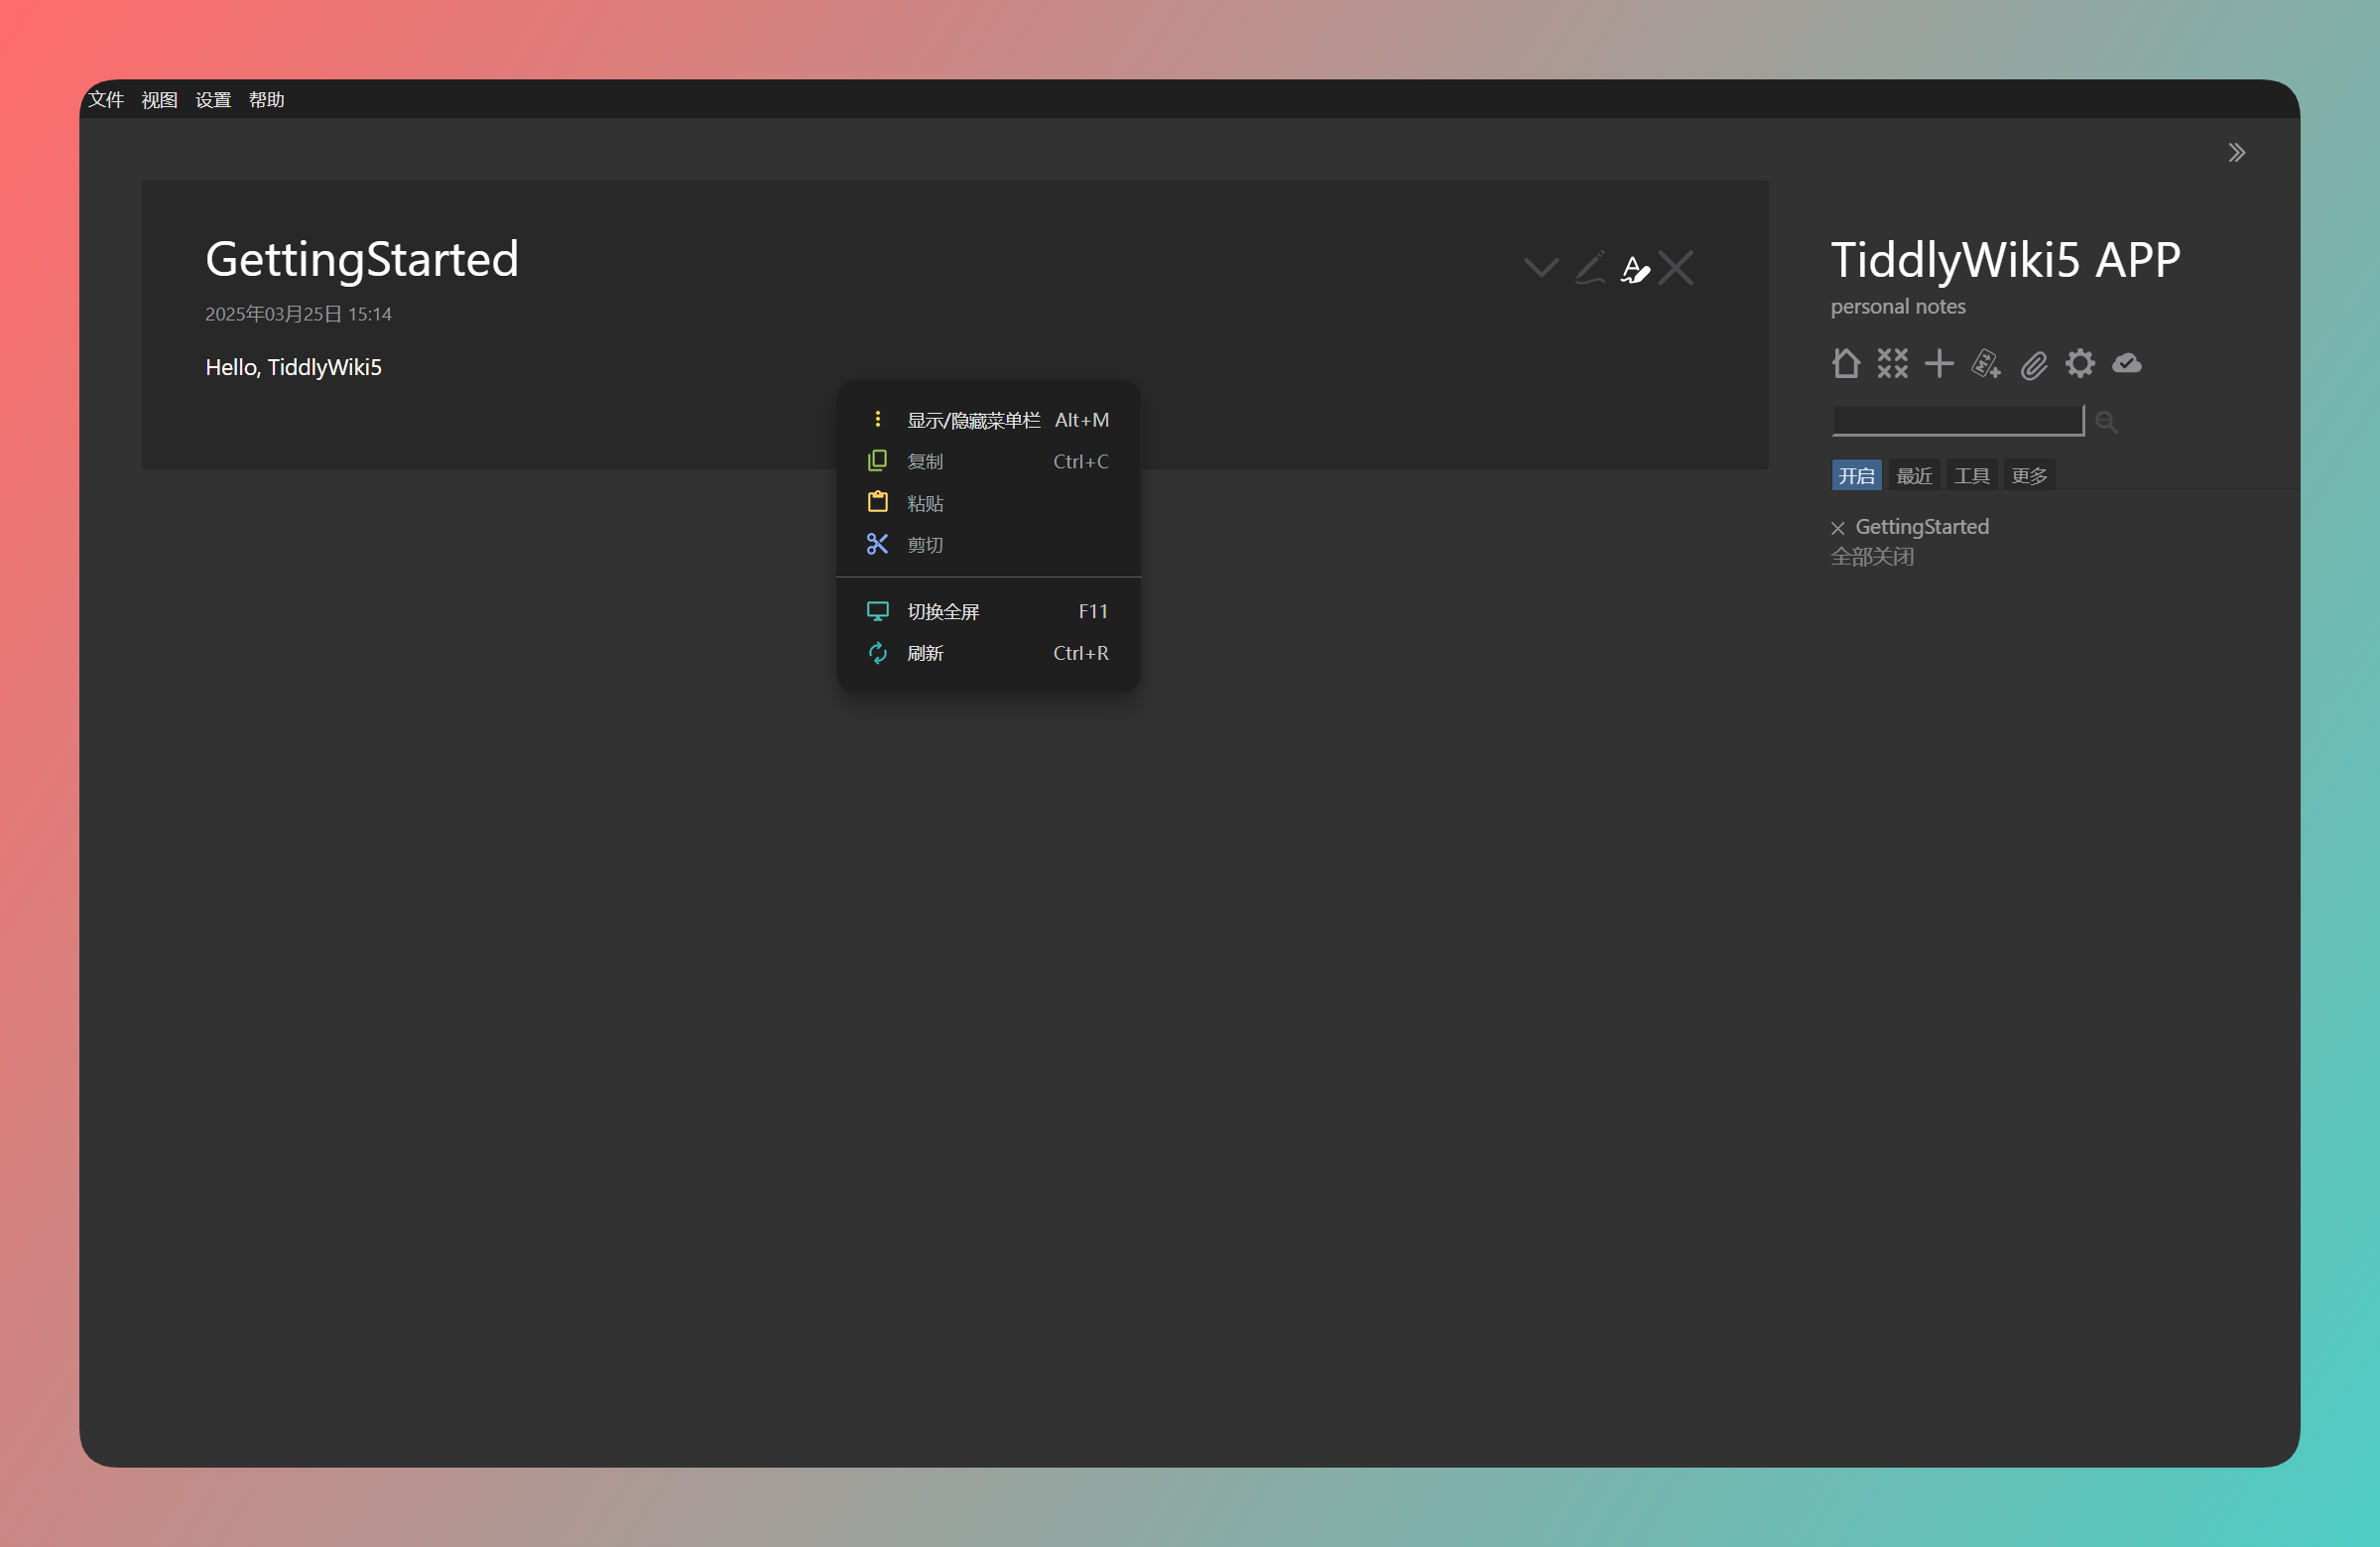 文件 视图 设置 帮助
GettingStarted
2025年03月25日 15:14
Hello, TiddlyWiki5
显示/隐藏菜单栏 Alt+M
复制 Ctrl+C
粘贴
剪切
切换全屏 F11
刷新 Ctrl+R
TiddlyWiki5 APP
personal notes
开启 最近 工具 更多
GettingStarted
全部关闭